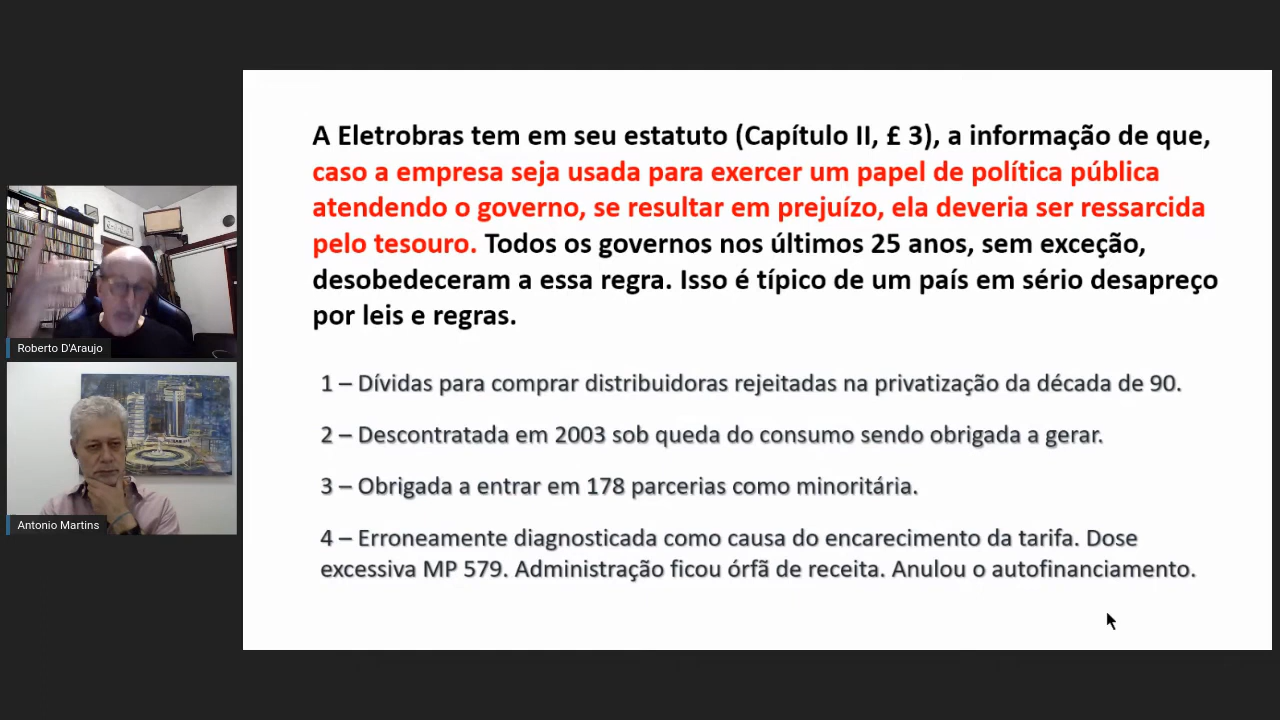 A Eletrobras tem em seu estatuto (Capítulo II, £ 3), a informação de que,
caso a empresa seja usada para exercer um papel de política pública
atendendo o governo, se resultar em prejuízo, ela deveria ser ressarcida
pelo tesouro. Todos os governos nos últimos 25 anos, sem exceção,
desobedeceram a essa regra. Isso é típico de um país em sério desapreço
por leis e regras.
1 – Dívidas para comprar distribuidoras rejeitadas na privatização da década de 90.
2 – Descontratada em 2003 sob queda do consumo sendo obrigada a gerar.
3 – Obrigada a entrar em 178 parcerias como minoritária.
4 – Erroneamente diagnosticada como causa do encarecimento da tarifa. Dose
excessiva MP 579. Administração ficou órfã de receita. Anulou o autofinanciamento.
Roberto D'Araujo
Antonio Martins